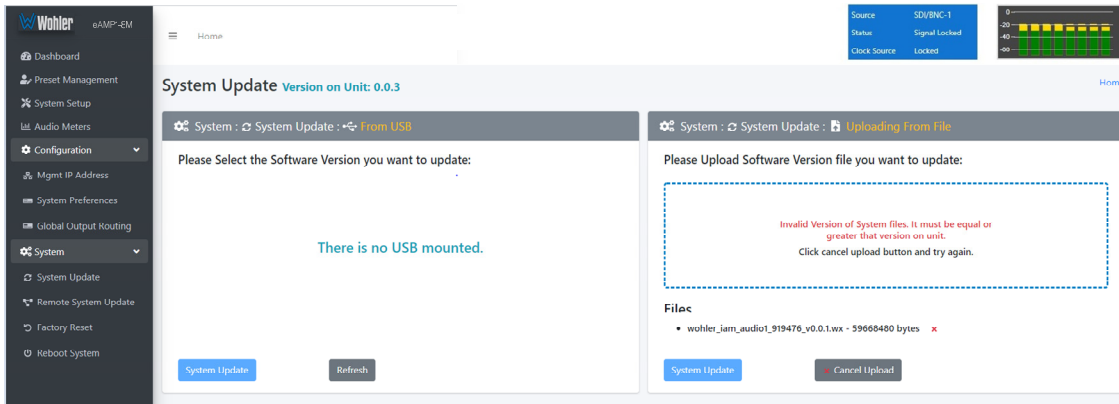 Wohler eAMP1-EM
Dashboard
Preset Management
System Setup
Audio Meters
Configuration
Mgmt IP Address
System Preferences
Global Output Routing
System
System Update
Remote System Update
Factory Reset
Reboot System
Home
Source SDI/BNC-1
Status Signal Locked
Clock Source Locked
0
-20
-40
-60
System Update Version on Unit: 0.0.3
Hom
System : System Update : From USB
Please Select the Software Version you want to update:
There is no USB mounted.
System Update Refresh
System : System Update : Uploading From File
Please Upload Software Version file you want to update:
Invalid Version of System files. It must be equal or
greater that version on unit.
Click cancel upload button and try again.
Files
wohler_iam_audio1_919476_v0.0.1.wx - 59668480 bytes x
System Update x Cancel Upload